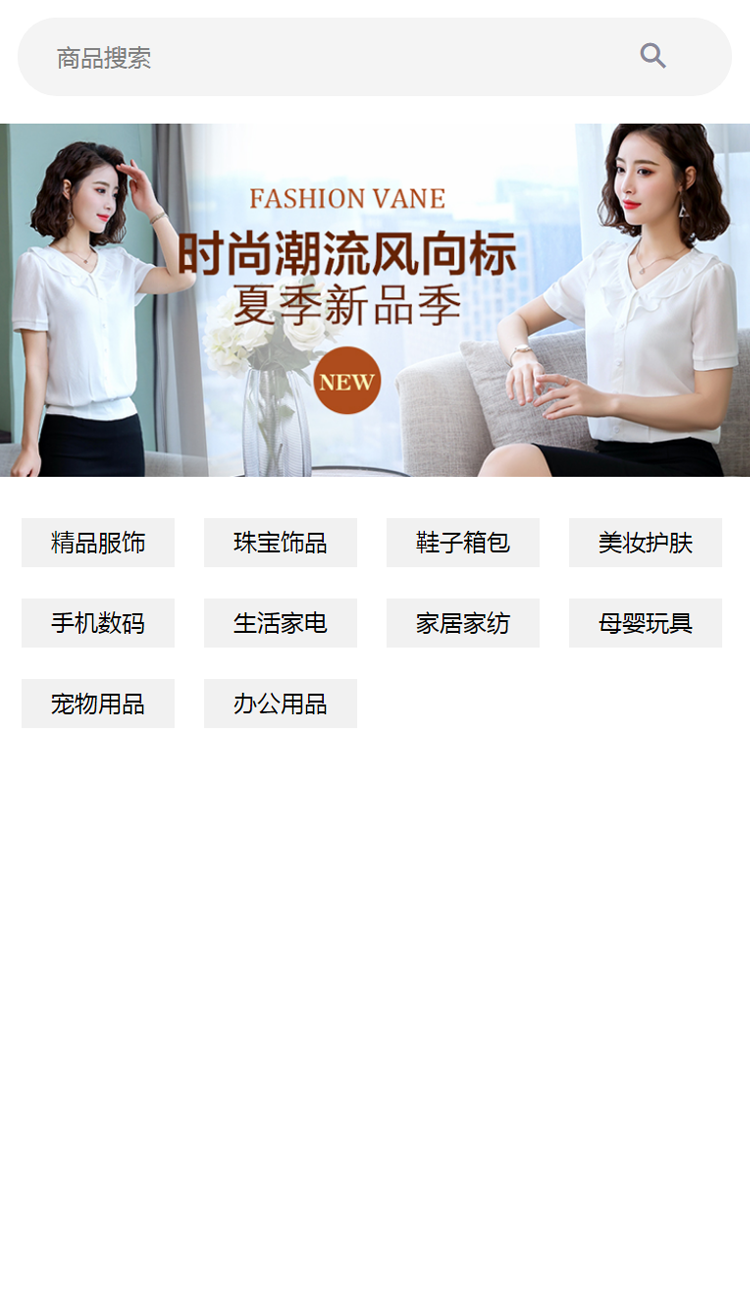 商品搜索
FASHION VANE
时尚潮流风向标
夏季新品季
NEW
精品服饰 珠宝饰品 鞋子箱包 美妆护肤
手机数码 生活家电 家居家纺 母婴玩具
宠物用品 办公用品